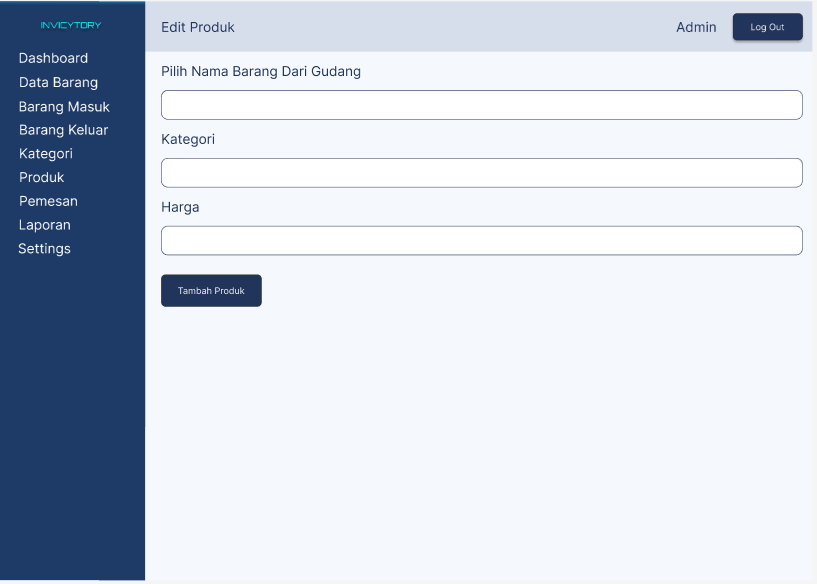 INVICYTORY
Dashboard
Data Barang
Barang Masuk
Barang Keluar
Kategori
Produk
Pemesan
Laporan
Settings
Edit Produk
Admin
Log Out
Pilih Nama Barang Dari Gudang
Kategori
Harga
Tambah Produk